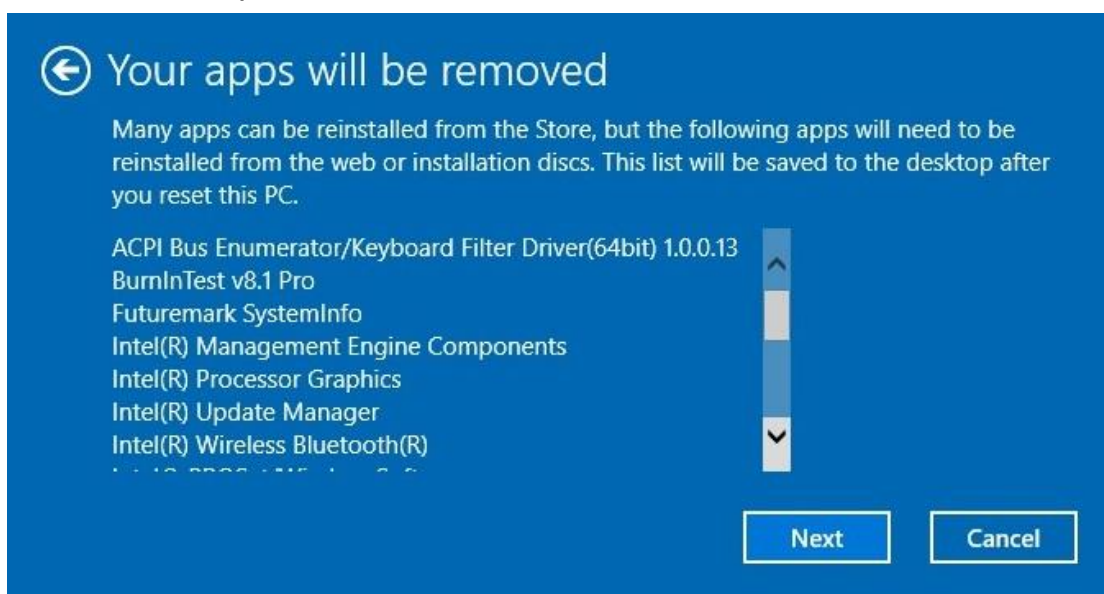 Your apps will be removed
Many apps can be reinstalled from the Store, but the following apps will need to be
reinstalled from the web or installation discs. This list will be saved to the desktop after
you reset this PC.
ACPI Bus Enumerator/Keyboard Filter Driver(64bit) 1.0.0.13
BurnInTest v8.1 Pro
Futuremark SystemInfo
Intel(R) Management Engine Components
Intel(R) Processor Graphics
Intel(R) Update Manager
Intel(R) Wireless Bluetooth(R)
Next
Cancel